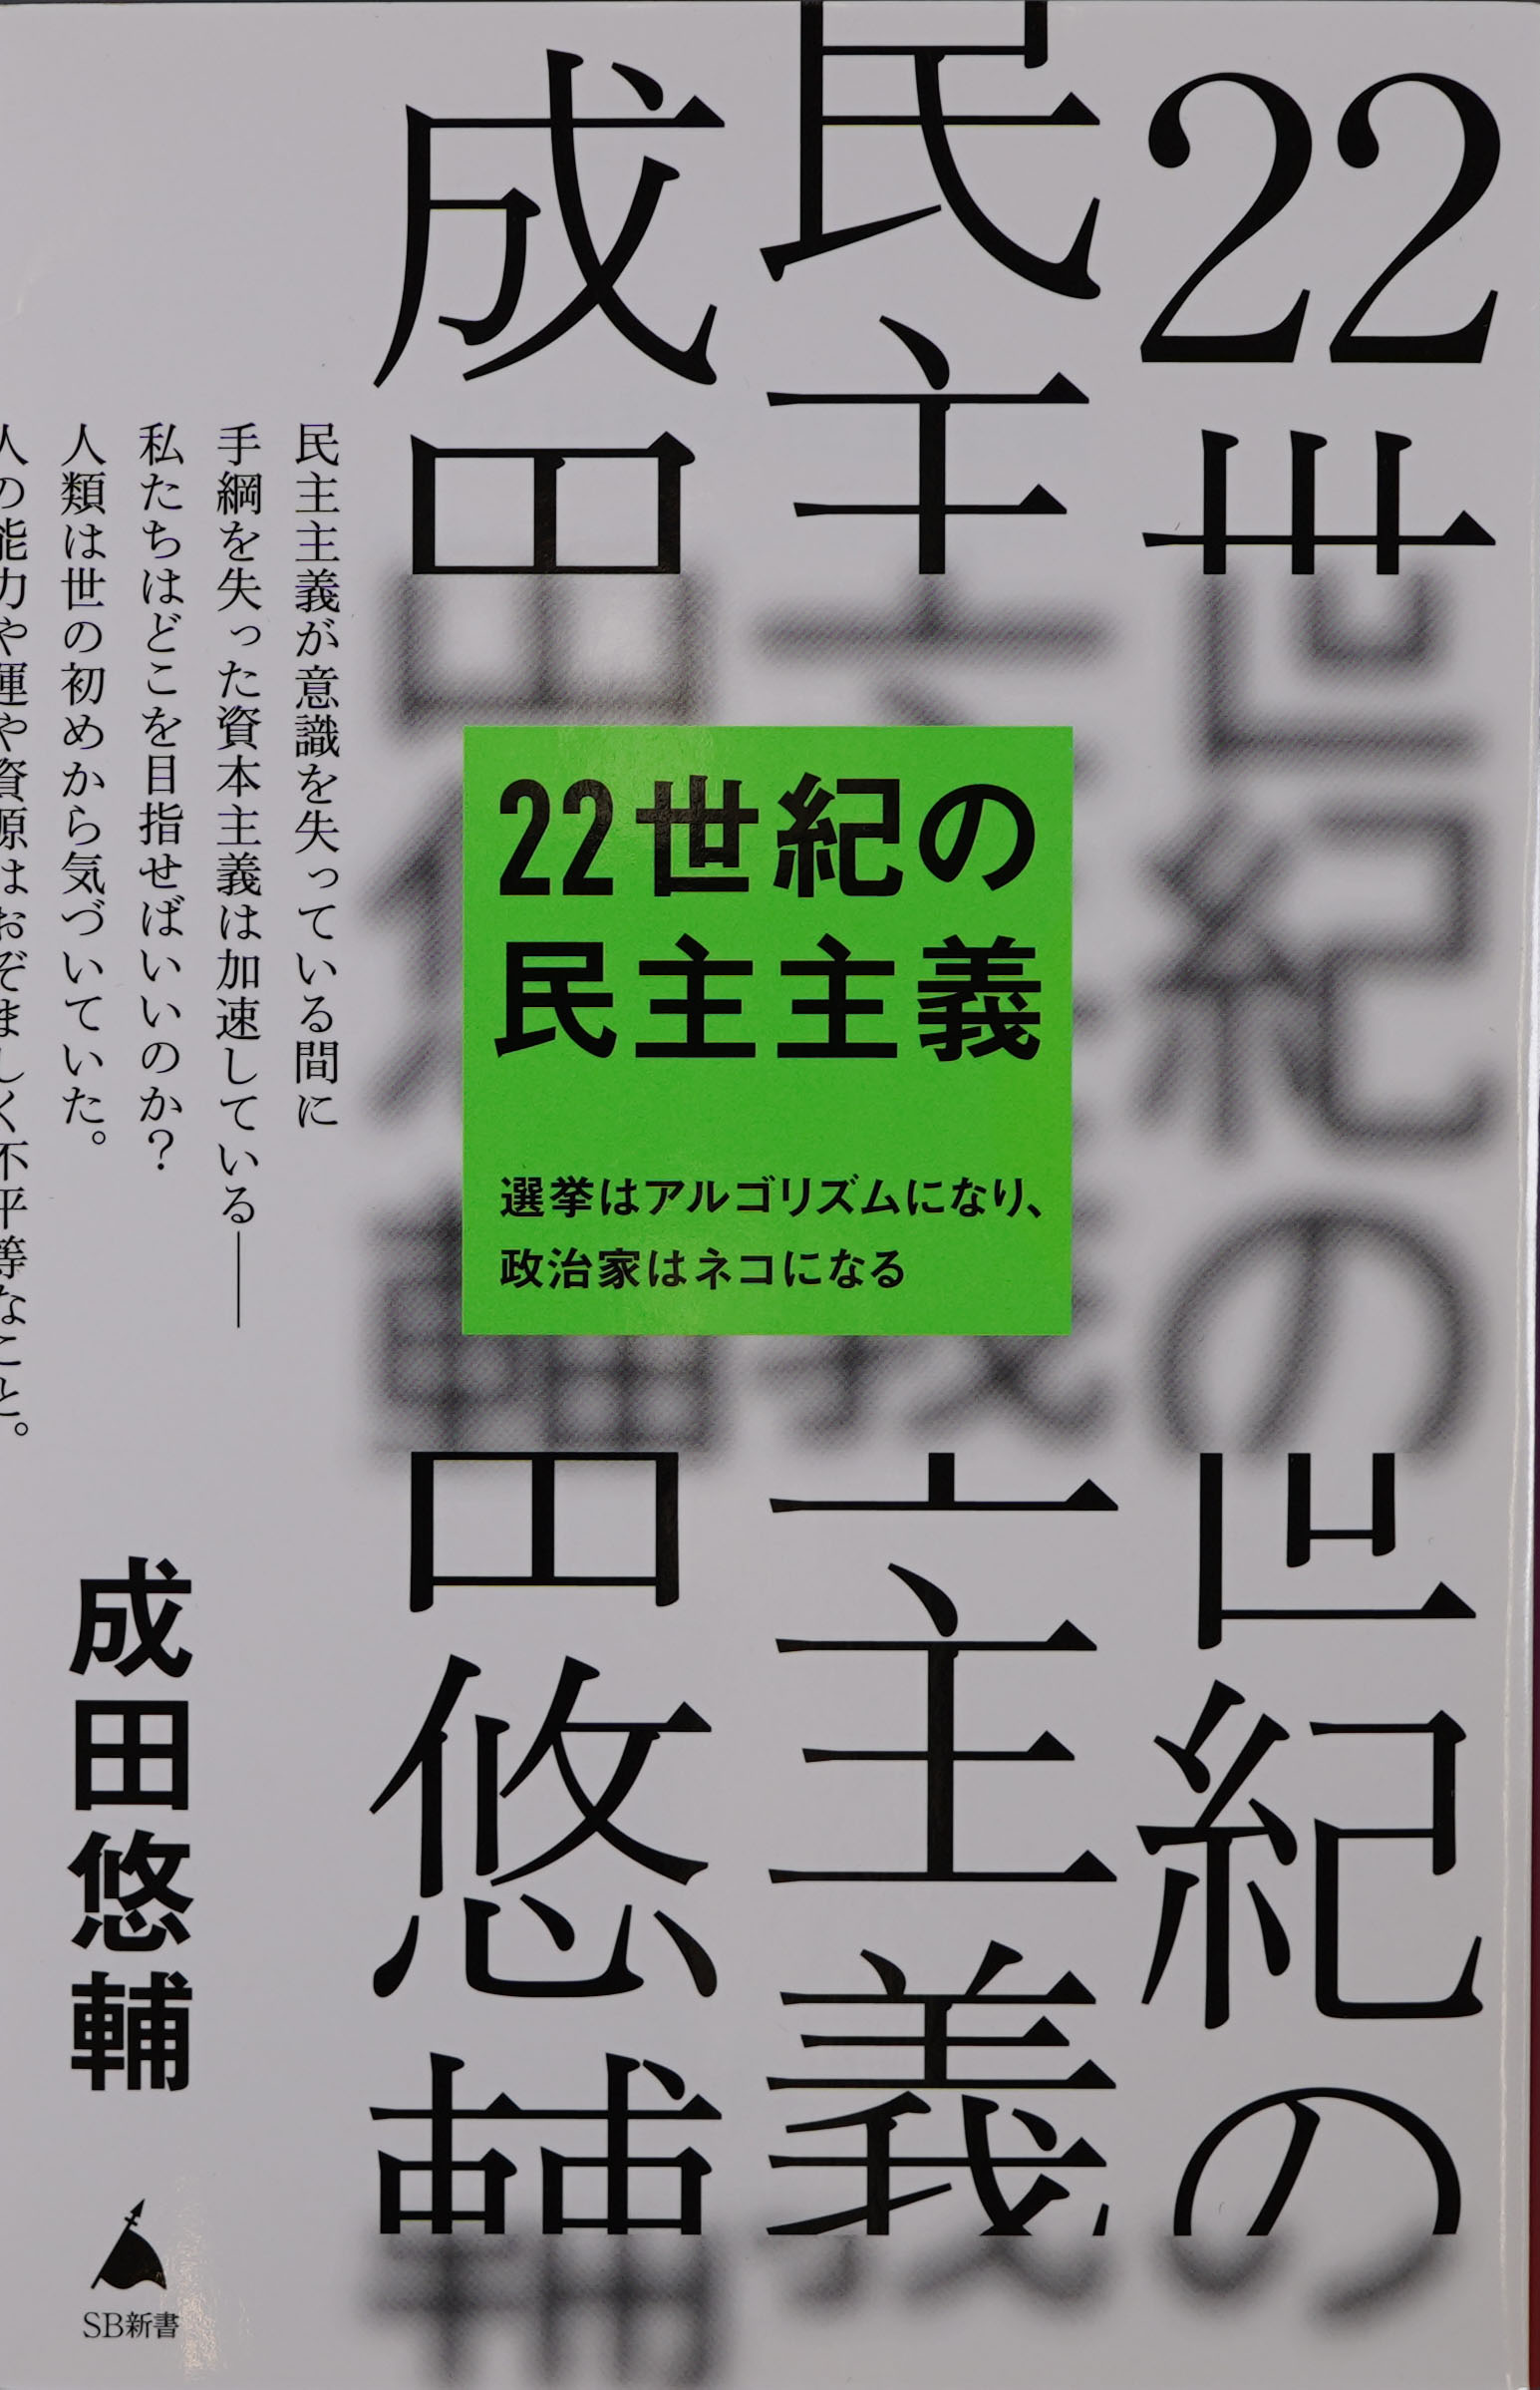 22世紀の
民主主義
成田悠輔
22世紀の
民主主義
選挙はアルゴリズムになり、
政治家はネコになる
民主主義が意識を失っている間に
手綱を失った資本主義は加速している——
私たちはどこを目指せばいいのか？
人類は世の初めから気づいていた。
人の能力や運や資源はおぞましく不平等なこと。
成田悠輔
SB新書